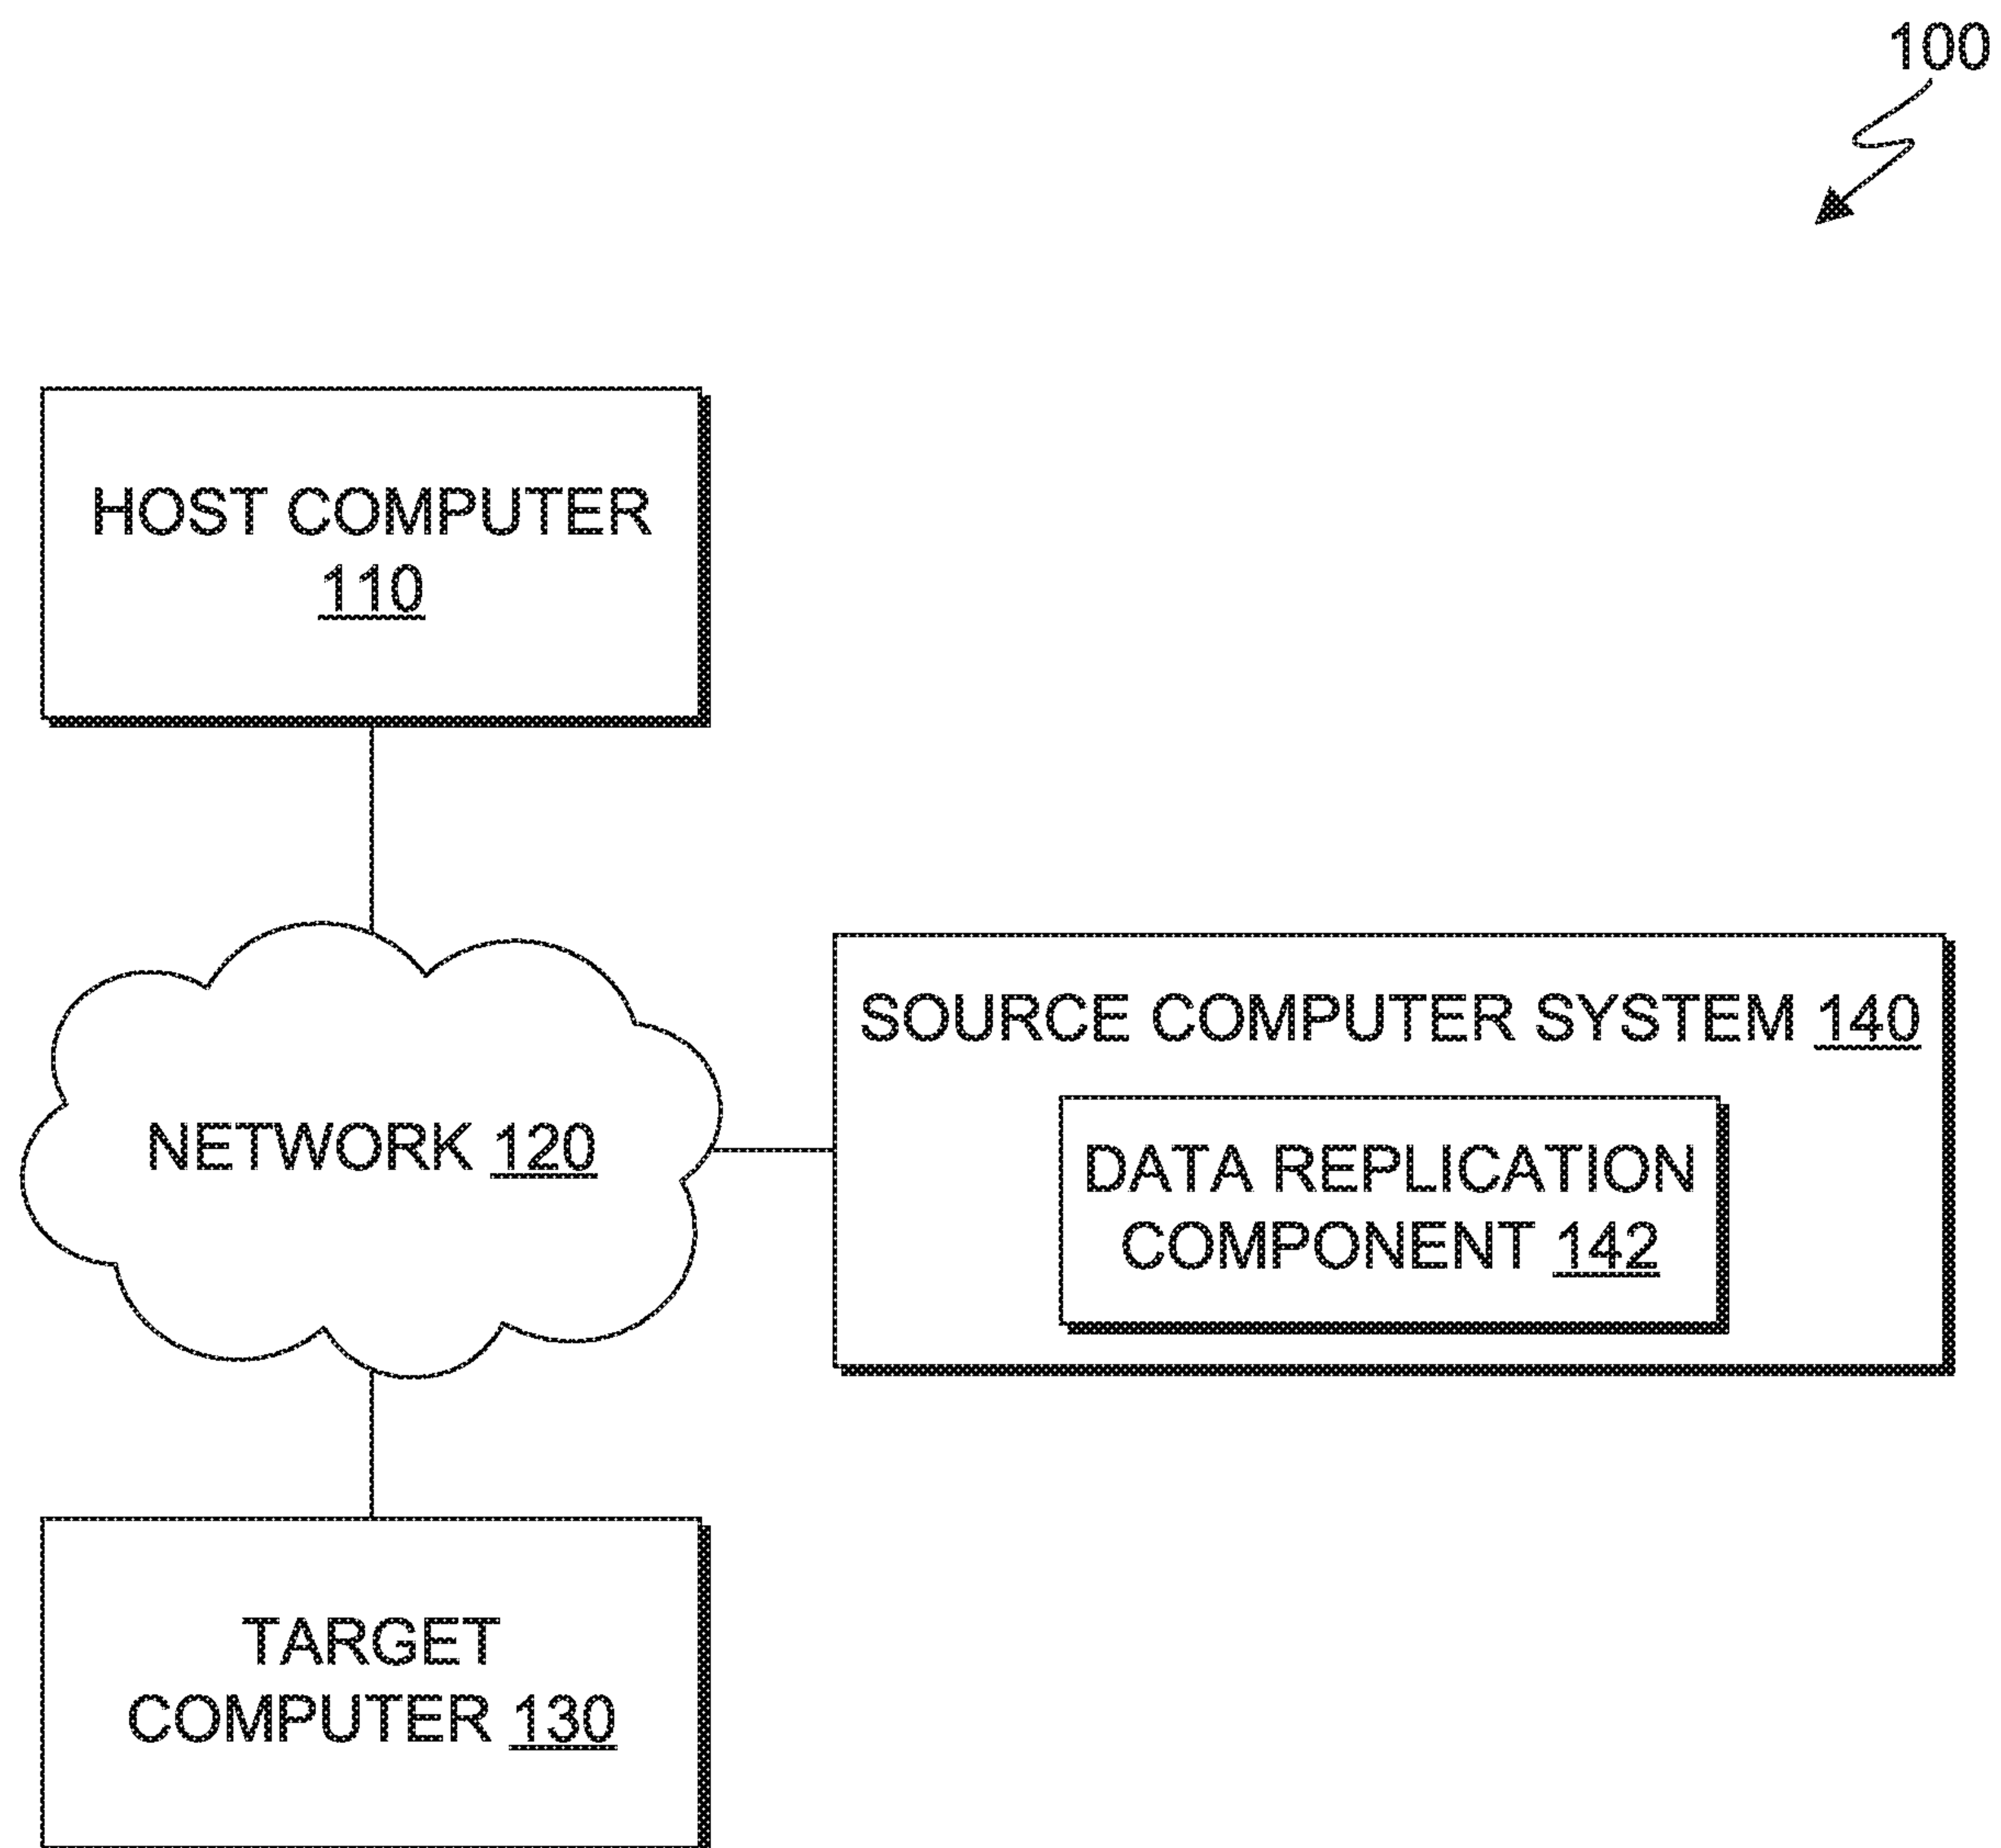 100
HOST COMPUTER
110
NETWORK 120
SOURCE COMPUTER SYSTEM 140
DATA REPLICATION
COMPONENT 142
TARGET
COMPUTER 130